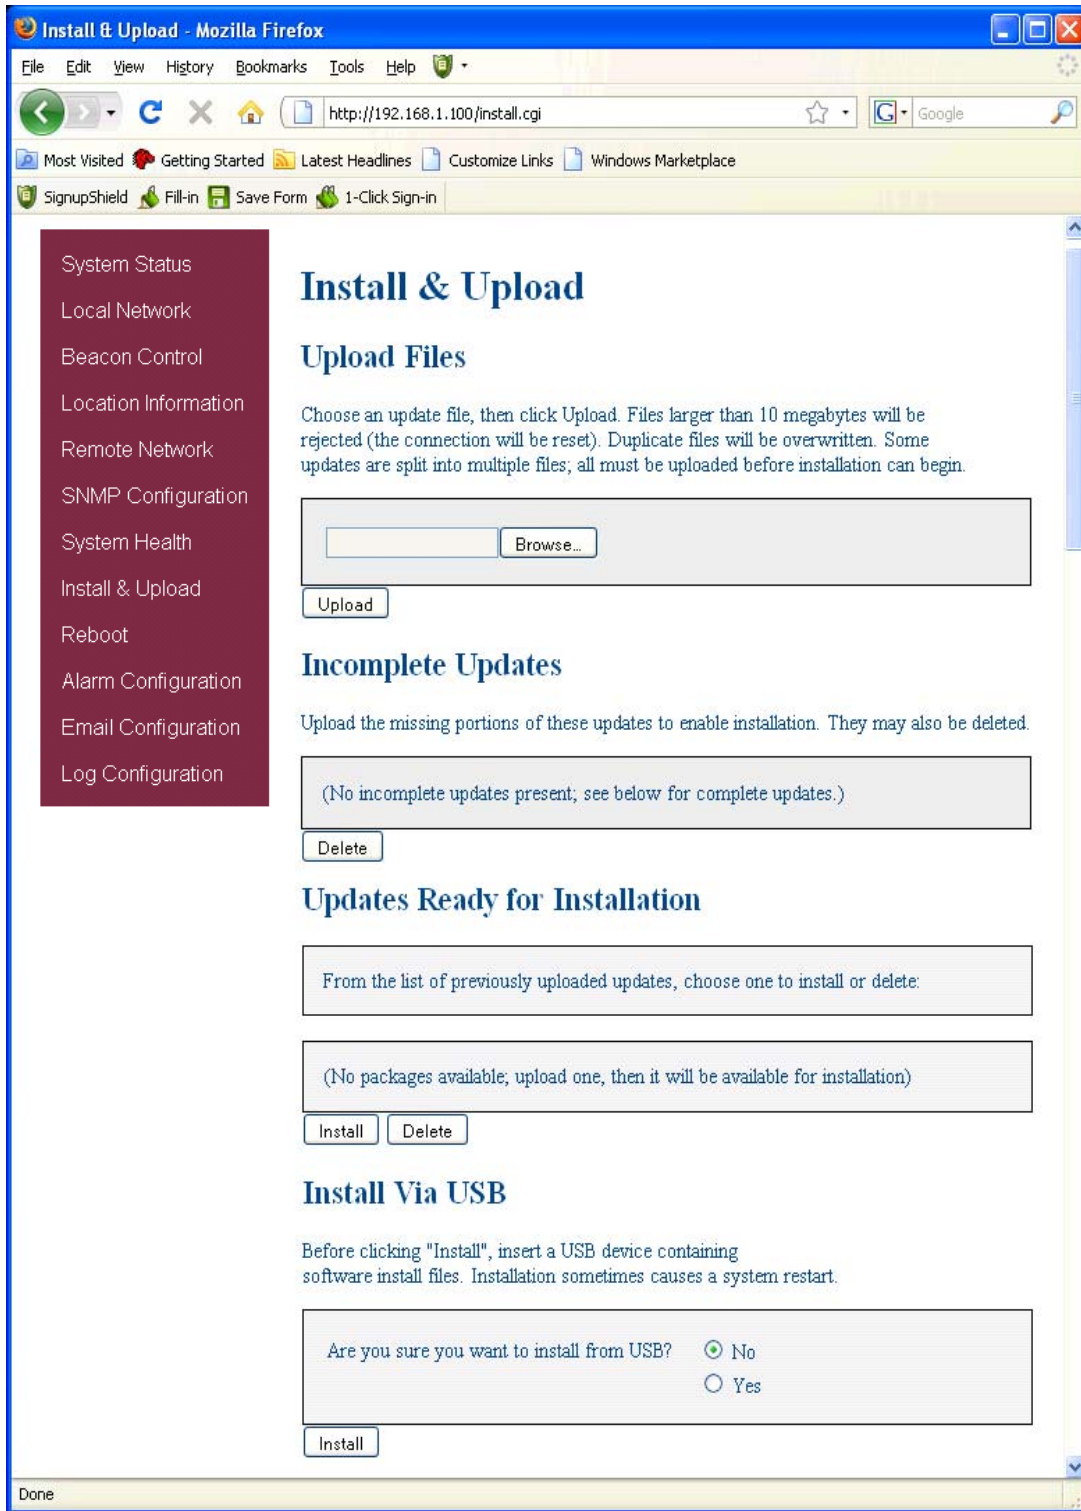 Install & Upload - Mozilla Firefox
File Edit View History Bookmarks Tools Help
http://192.168.1.100/install.cgi
G Google
Most Visited Getting Started Latest Headlines Customize Links Windows Marketplace
SignupShield Fill-in Save Form 1-Click Sign-in
System Status
Local Network
Beacon Control
Location Information
Remote Network
SNMP Configuration
System Health
Install & Upload
Reboot
Alarm Configuration
Email Configuration
Log Configuration
Install & Upload
Upload Files
Choose an update file, then click Upload. Files larger than 10 megabytes will be
rejected (the connection will be reset). Duplicate files will be overwritten. Some
updates are split into multiple files; all must be uploaded before installation can begin.
Browse...
Upload
Incomplete Updates
Upload the missing portions of these updates to enable installation. They may also be deleted.
(No incomplete updates present; see below for complete updates.)
Delete
Updates Ready for Installation
From the list of previously uploaded updates, choose one to install or delete:
(No packages available; upload one, then it will be available for installation)
Install Delete
Install Via USB
Before clicking "Install", insert a USB device containing
software install files. Installation sometimes causes a system restart.
Are you sure you want to install from USB? No
Yes
Install
Done